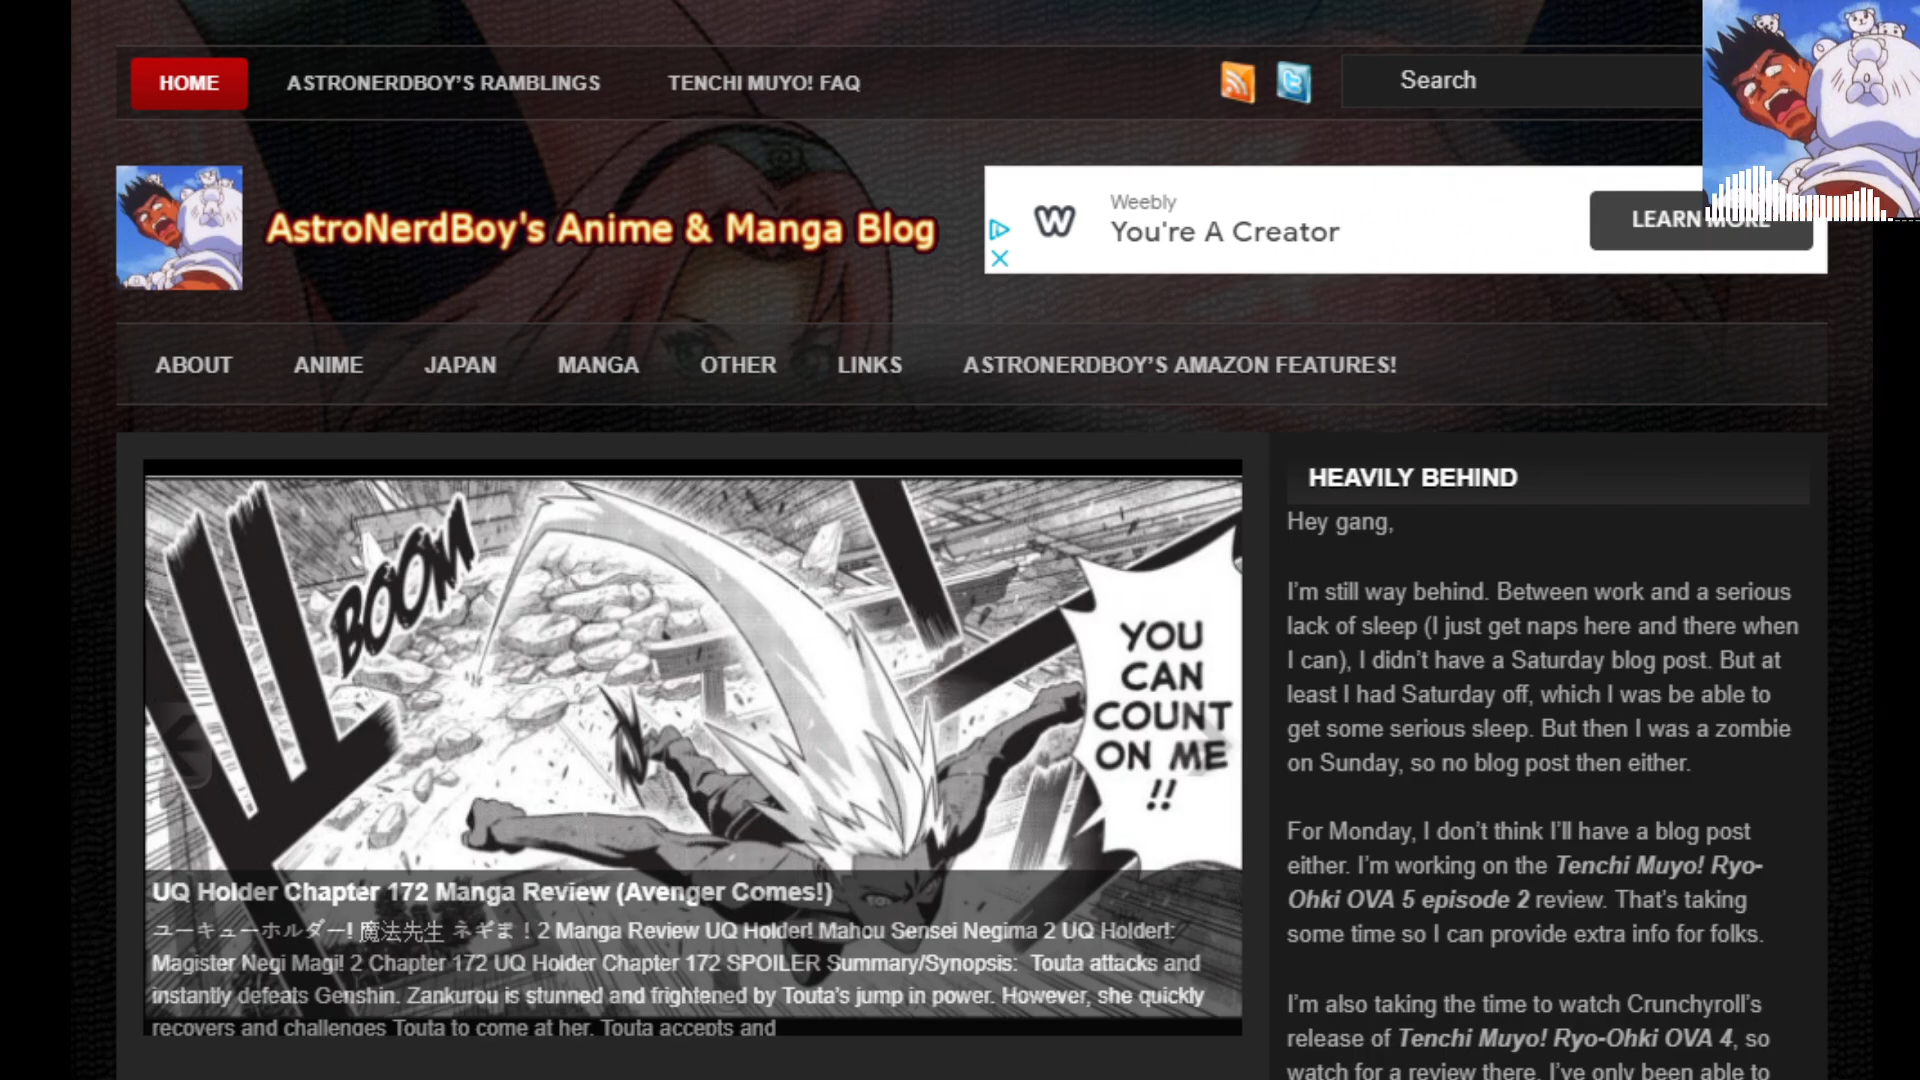 HOME
ASTRONERDBOY'S RAMBLINGS
TENCHI MUYO! FAQ
Search
AstroNerdBoy's Anime & Manga Blog
Weebly
You're A Creator
LEARN MORE
ABOUT
ANIME
JAPAN
MANGA
OTHER
LINKS
ASTRONERDBOY'S AMAZON FEATURES!
BOOM
YOU
CAN
COUNT
ON ME
!!
UQ Holder Chapter 172 Manga Review (Avenger Comes!)
ユーキューホルダー! 魔法先生 ネギま！2 Manga Review UQ Holder! Mahou Sensei Negima 2 UQ Holder!:
Magister Negi Magi! 2 Chapter 172 UQ Holder Chapter 172 SPOILER Summary/Synopsis:  Touta attacks and
instantly defeats Genshin. Zankurou is stunned and frightened by Touta's jump in power. However, she quickly
recovers and challenges Touta to come at her. Touta accepts and
HEAVILY BEHIND
Hey gang,
I'm still way behind. Between work and a serious
lack of sleep (I just get naps here and there when
I can), I didn't have a Saturday blog post. But at
least I had Saturday off, which I was be able to
get some serious sleep. But then I was a zombie
on Sunday, so no blog post then either.
For Monday, I don't think I'll have a blog post
either. I'm working on the Tenchi Muyo! Ryo-
Ohki OVA 5 episode 2 review. That's taking
some time so I can provide extra info for folks.
I'm also taking the time to watch Crunchyroll's
release of Tenchi Muyo! Ryo-Ohki OVA 4, so
watch for a review there. I've only been able to